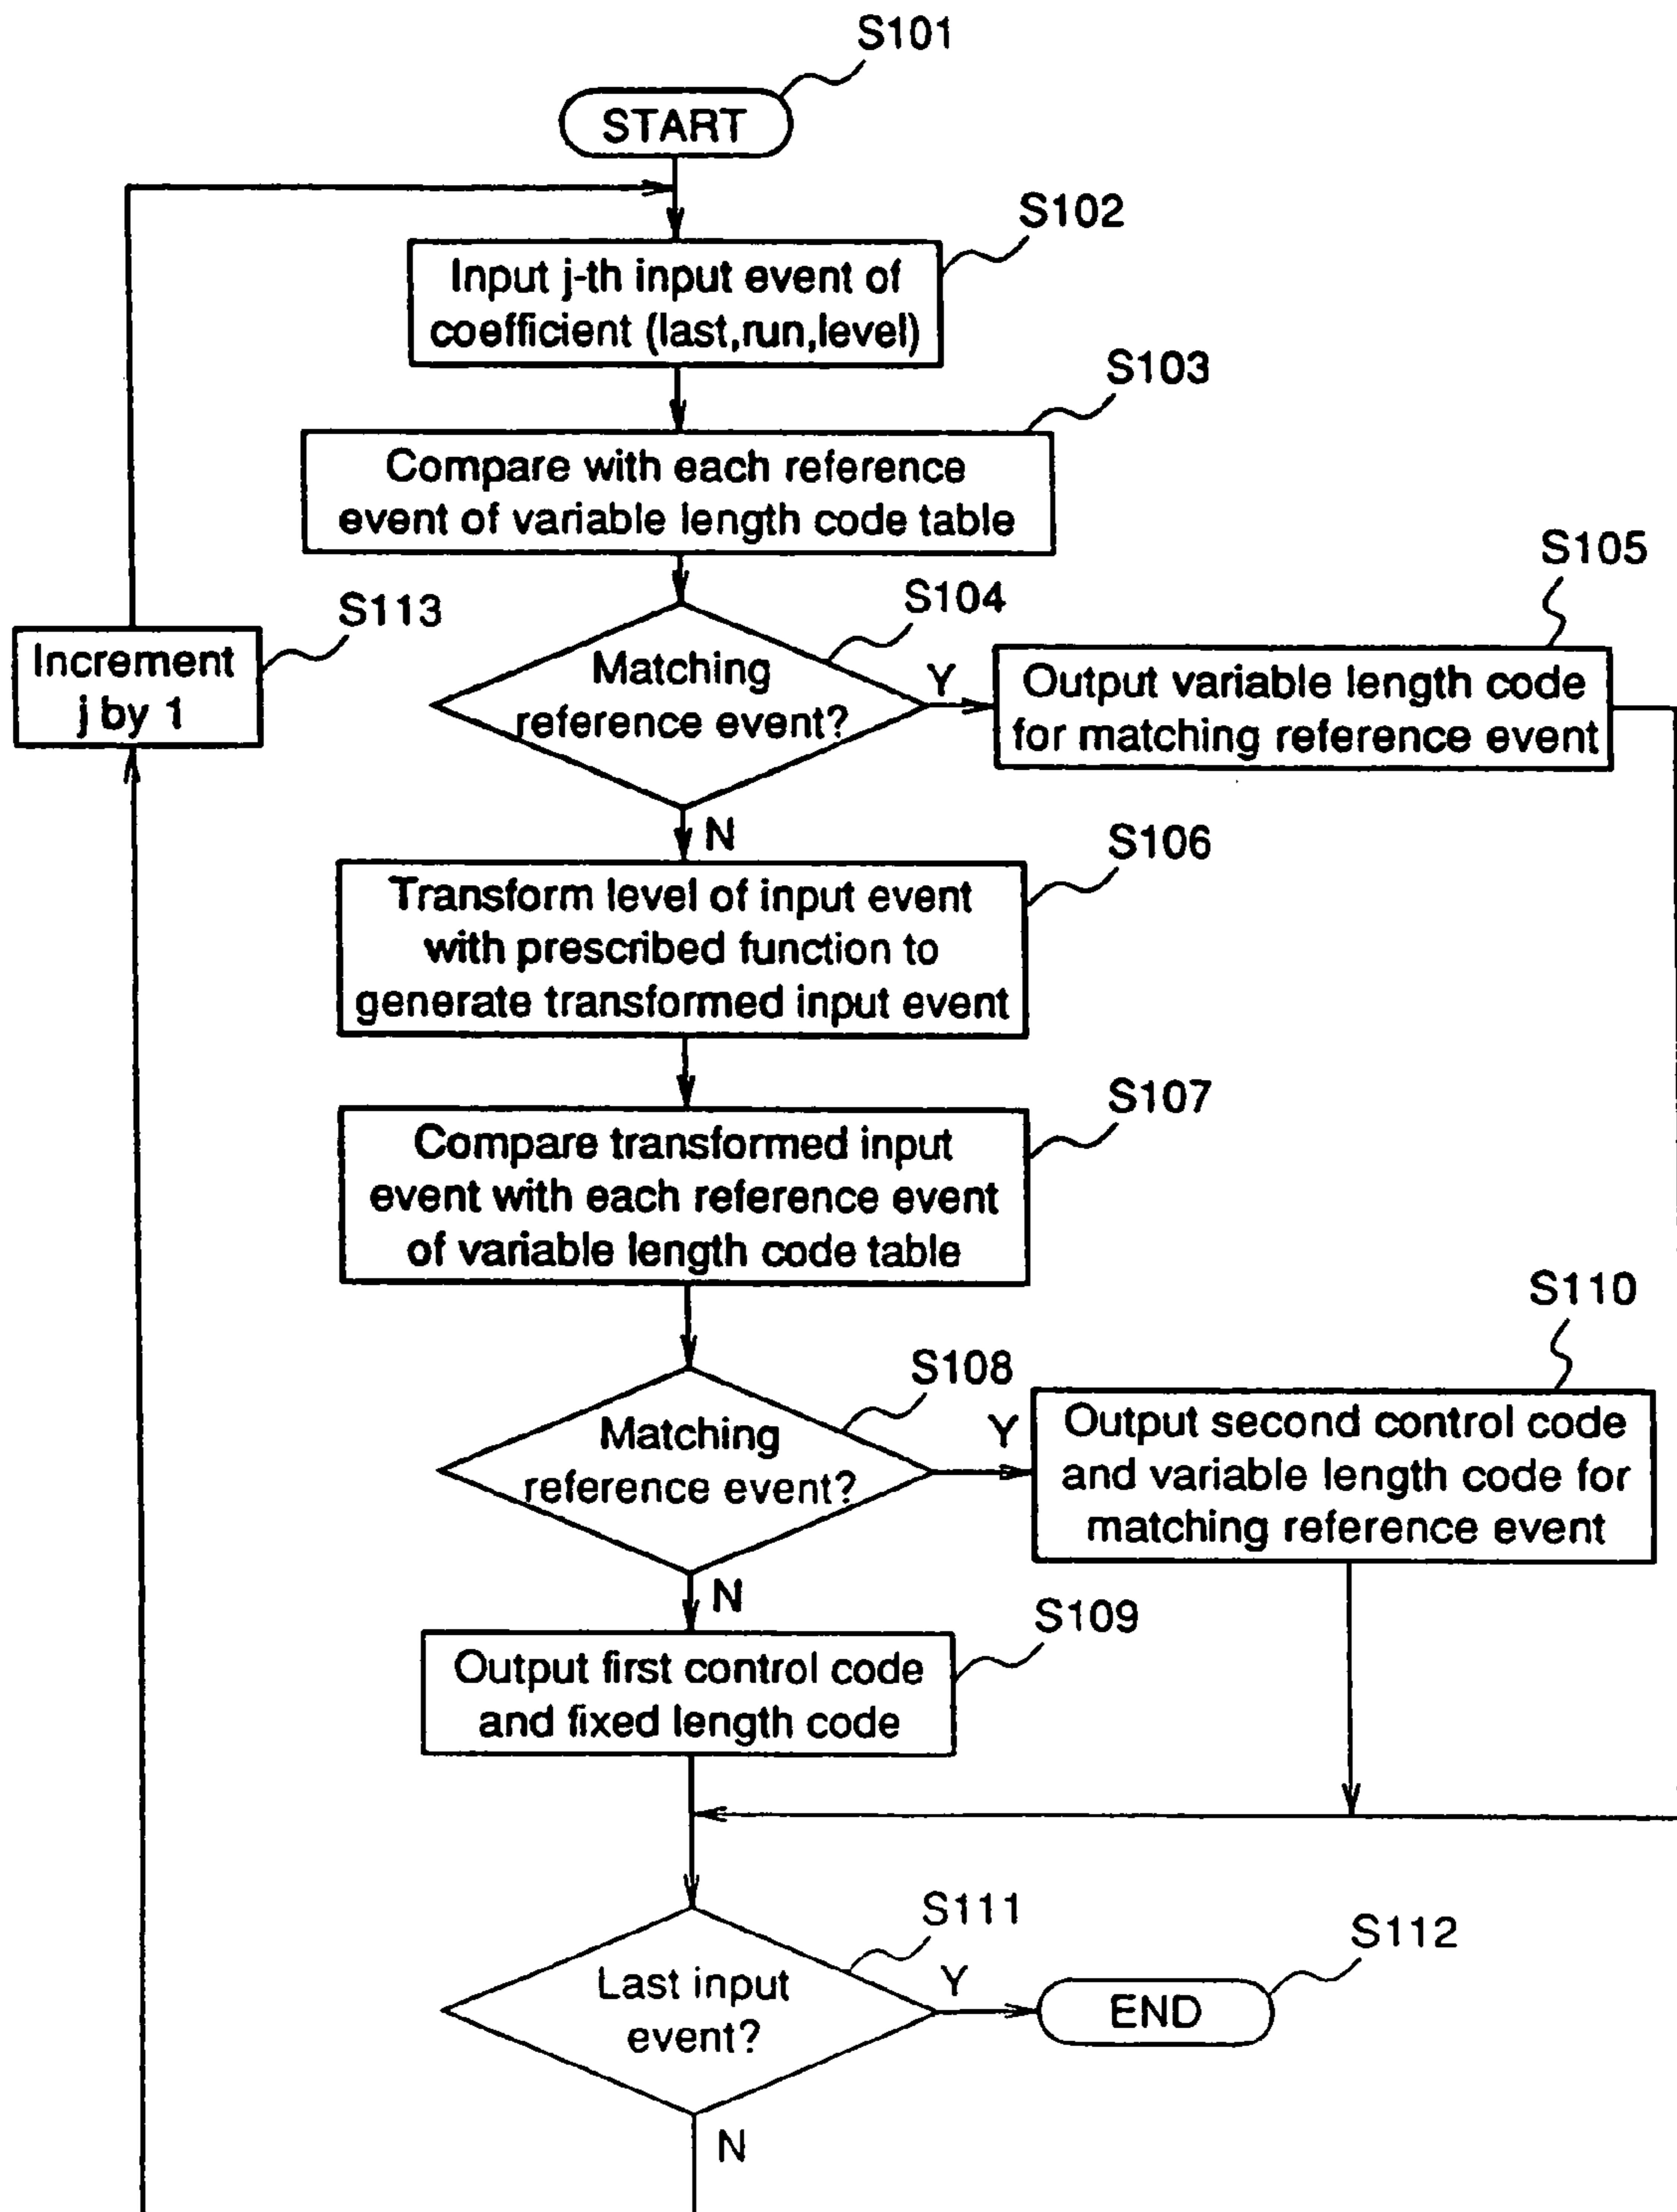 S101
START
S102
Input j-th input event of
coefficient (last,run,level)
S103
Compare with each reference
event of variable length code table
S105
S104
S113
Increment
j by 1
Matching
reference event?
Y
Output variable length code
for matching reference event
N
S106
Transform level of input event
with prescribed function to
generate transformed input event
S107
Compare transformed input
event with each reference event
of variable length code table
S110
S108
Matching
reference event?
Y
Output second control code
and variable length code for
matching reference event
N
S109
Output first control code
and fixed length code
S111
S112
Last input
event?
Y
END
N